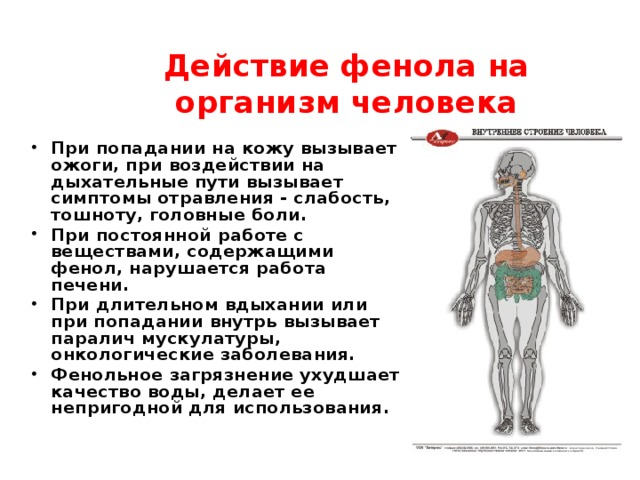 Действие фенола на
организм человека
• При попадании на кожу вызывает
ожоги, при воздействии на
дыхательные пути вызывает
симптомы отравления - слабость,
тошноту, головные боли.
• При постоянной работе с
веществами, содержащими
фенол, нарушается работа
печени.
• При длительном вдыхании или
при попадании внутрь вызывает
паралич мускулатуры,
онкологические заболевания.
• Фенольное загрязнение ухудшает
качество воды, делает ее
непригодной для использования.
ВНУТРЕННЕЕ СТРОЕНИЕ ЧЕЛОВЕКА